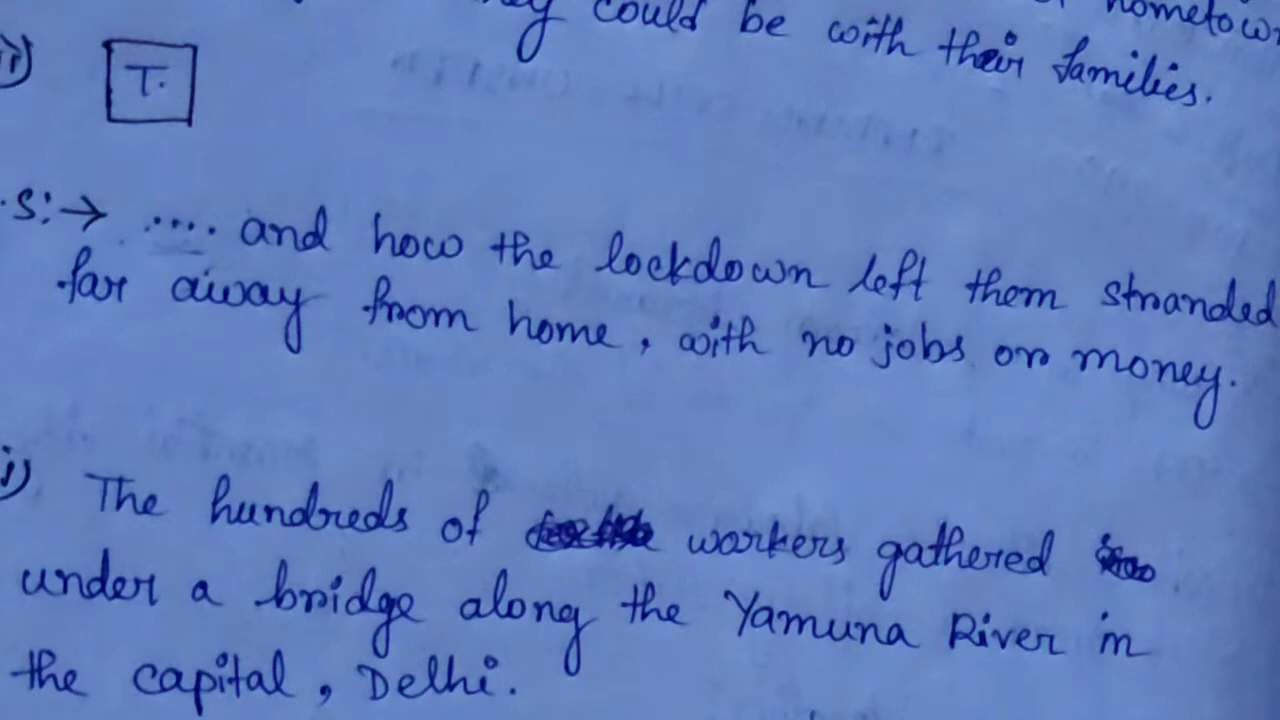 could be with their families.
T.
S:→ .... and how the lockdown left them stranded
far away from home, with no jobs or money.
i) The hundreds of workers gathered
under a bridge along the Yamuna River in
the capital, Delhi.